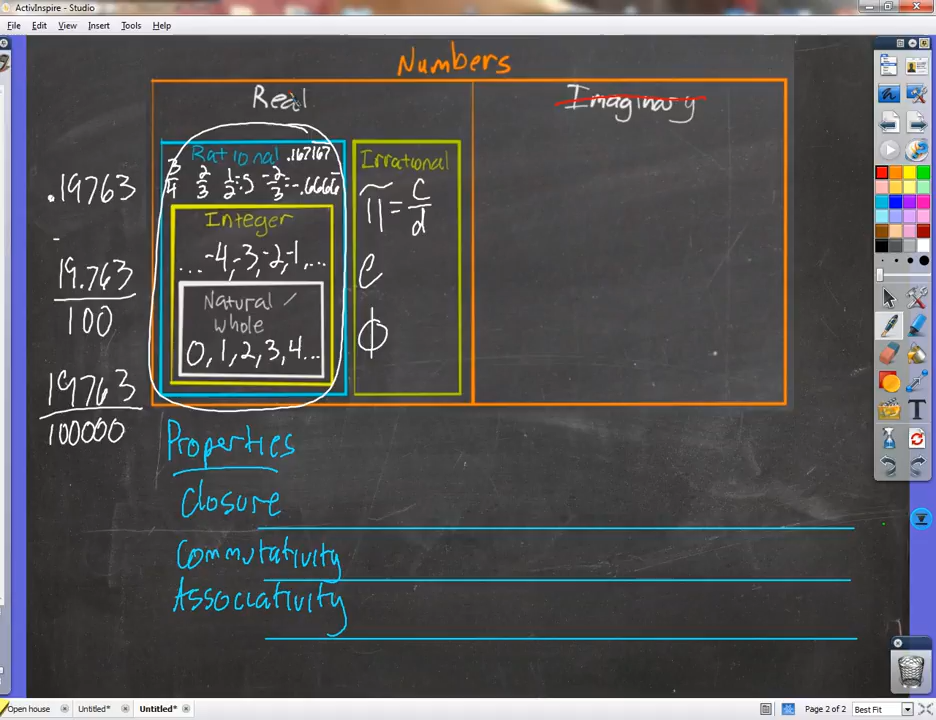 ActivInspire - Studio
File Edit View Insert Tools Help
Numbers
Real
Imaginary
Rational .167167
3/4 2/3 1/2=.5 -2/3=-.6666
Integer
...-4,-3,-2,-1,...
Natural /
whole
0,1,2,3,4...
Irrational
π=c/d
e
φ
.19763
19.763
100
19763
100000
Properties
Closure
Commutativity
Associativity
Open house Untitled* Untitled* Page 2 of 2 Best Fit